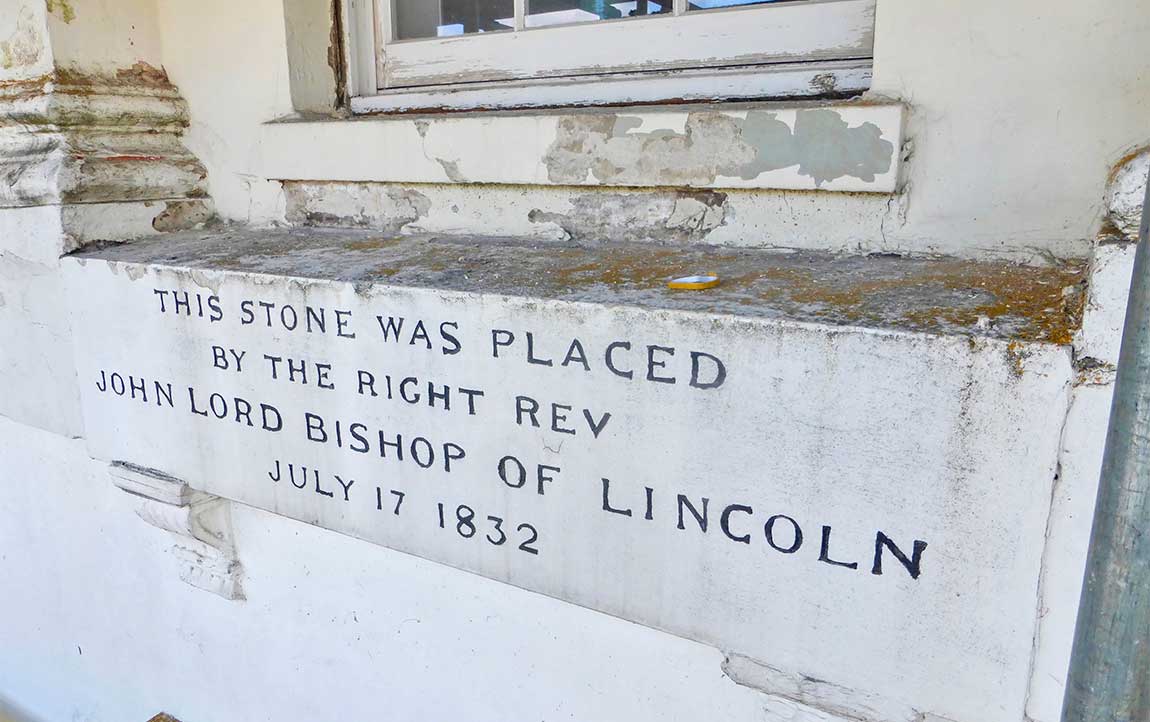 THIS STONE WAS PLACED
BY THE RIGHT REV
JOHN LORD BISHOP OF LINCOLN
JULY 17 1832